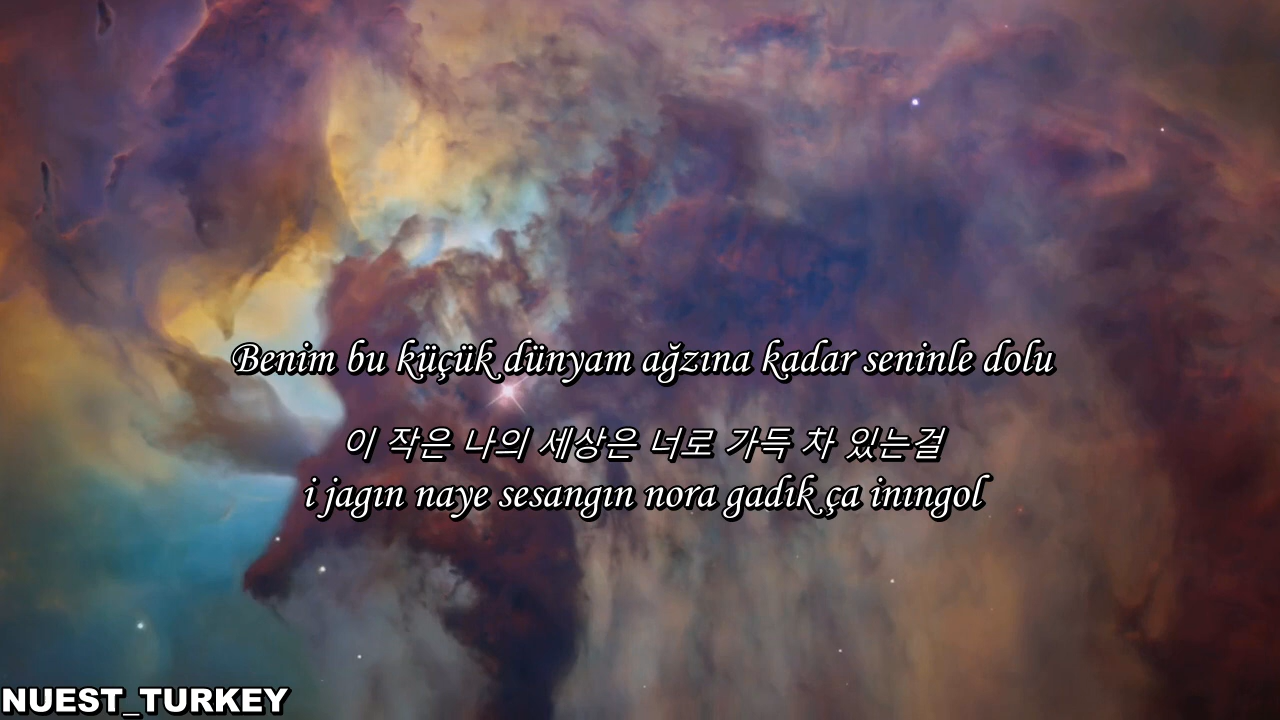 Benim bu küçük dünyam ağzına kadar seninle dolu
이 작은 나의 세상은 너로 가득 차 있는걸
i jagın naye sesangın nora gadık ça inıngol
NUEST_TURKEY